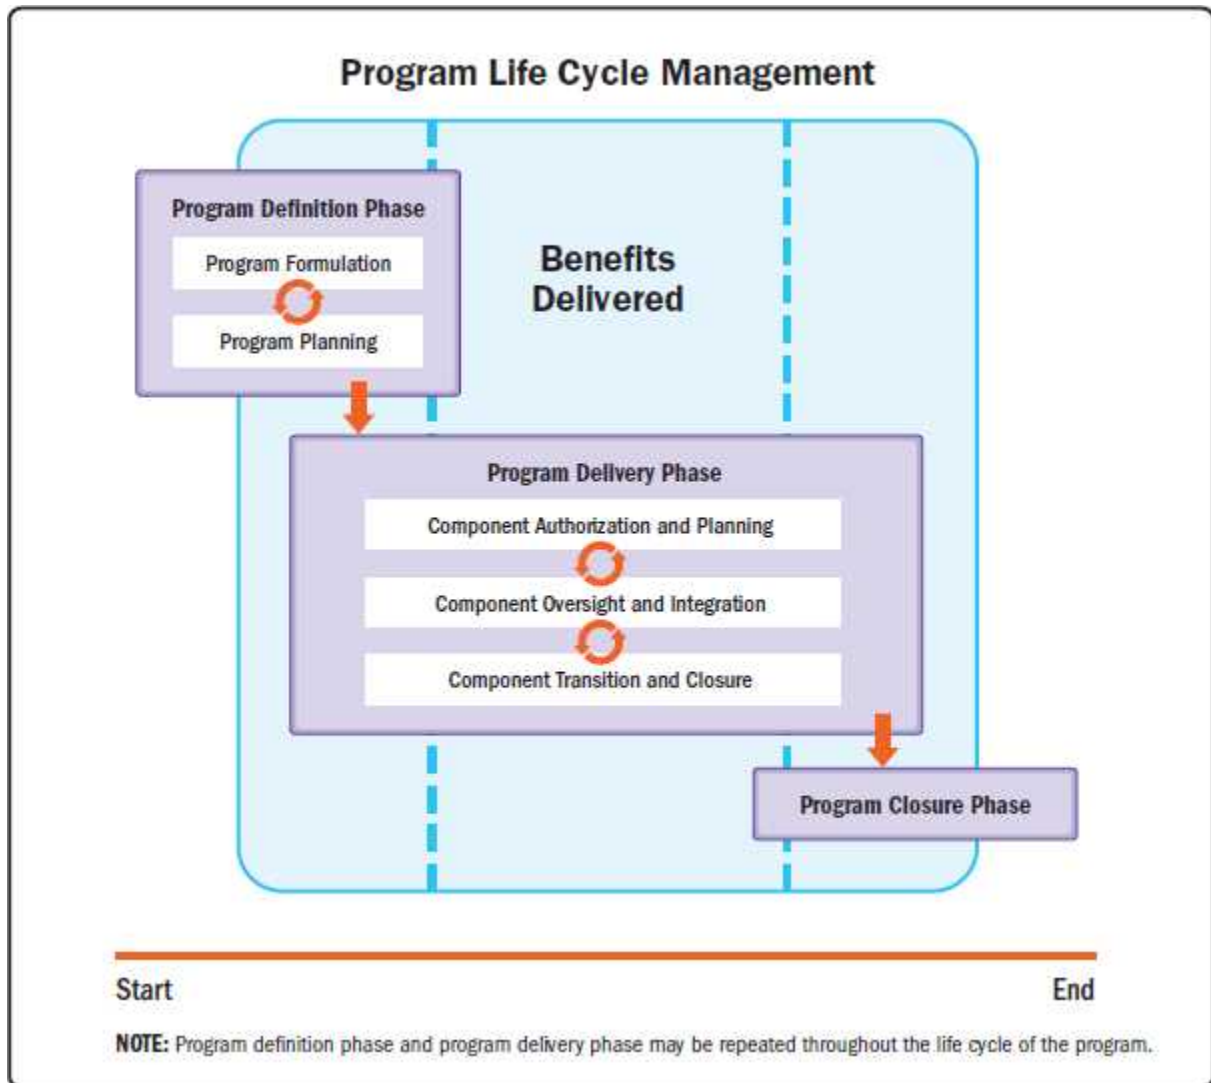 Program Life Cycle Management
Program Definition Phase
Program Formulation
Program Planning
Benefits
Delivered
Program Delivery Phase
Component Authorization and Planning
Component Oversight and Integration
Component Transition and Closure
Program Closure Phase
Start
End
NOTE: Program definition phase and program delivery phase may be repeated throughout the life cycle of the program.